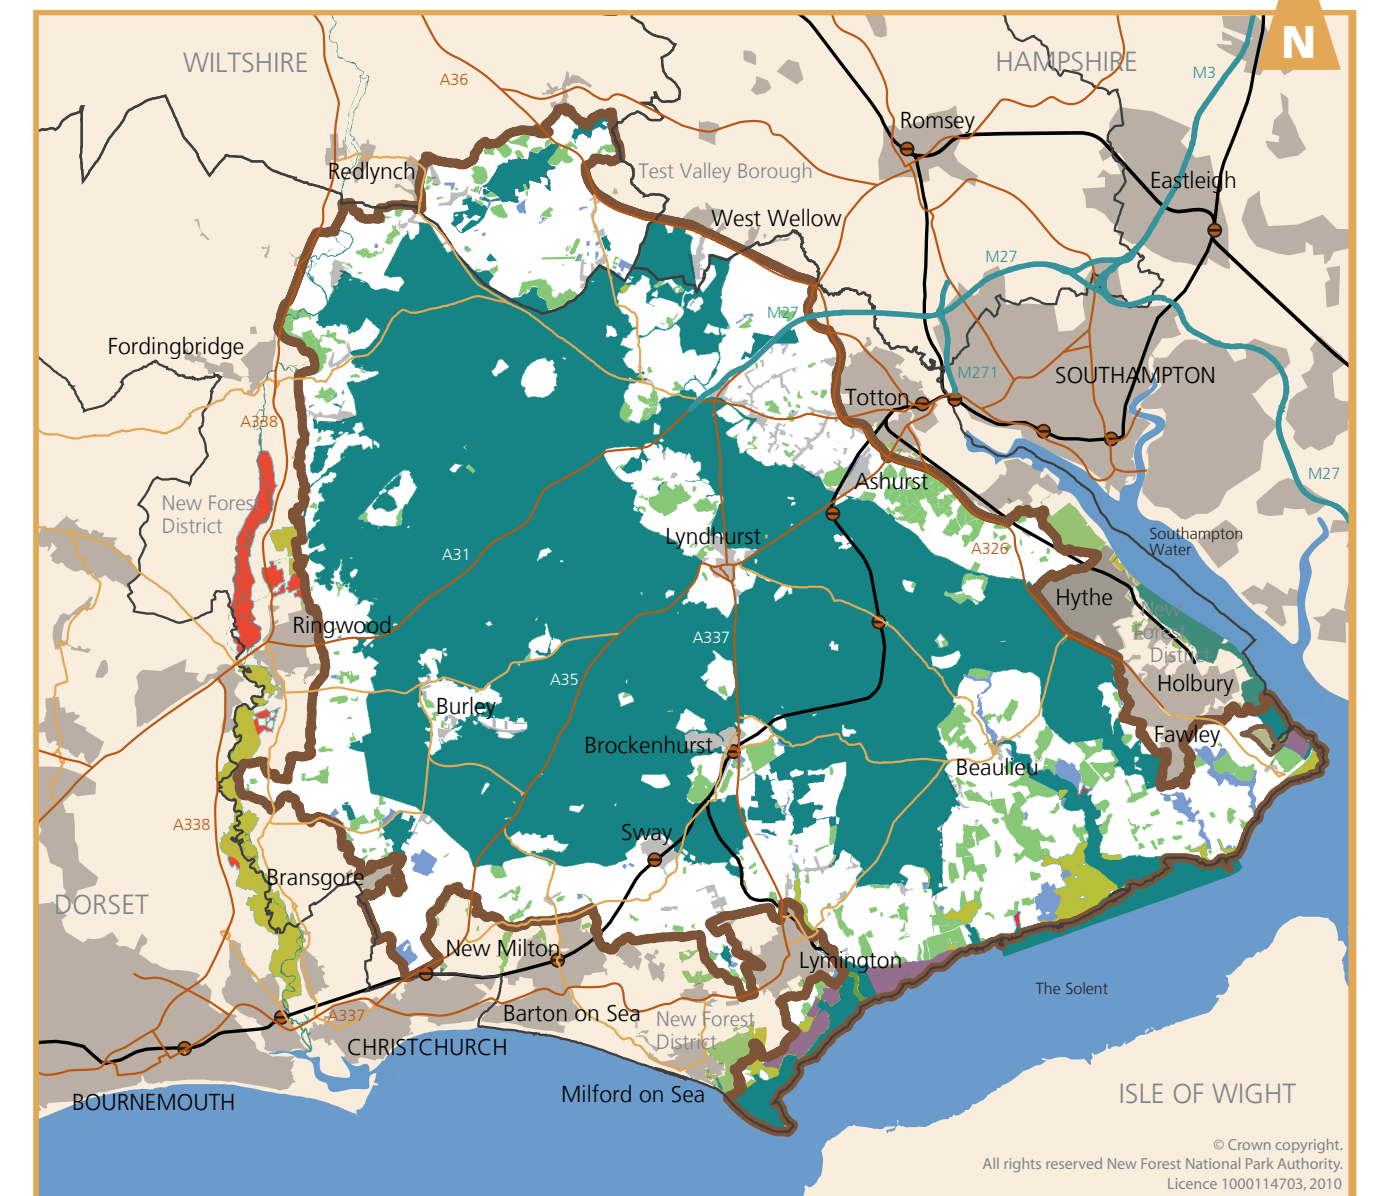 N
WILTSHIRE
HAMPSHIRE
M3
A36
Romsey
Redlynch
Test Valley Borough
Eastleigh
West Wellow
M27
M27
Fordingbridge
M271
SOUTHAMPTON
Totton
A338
M27
Ashurst
New Forest
District
Lyndhurst
Southampton
Water
A31
A326
Hythe
New
Forest
District
Ringwood
A337
A35
Holbury
Burley
Fawley
Brockenhurst
Beaulieu
A338
Sway
Bransgore
DORSET
New Milton
Lymington
The Solent
A337
Barton on Sea
New Forest
District
CHRISTCHURCH
Milford on Sea
ISLE OF WIGHT
BOURNEMOUTH
© Crown copyright.
All rights reserved New Forest National Park Authority.
Licence 1000114703, 2010